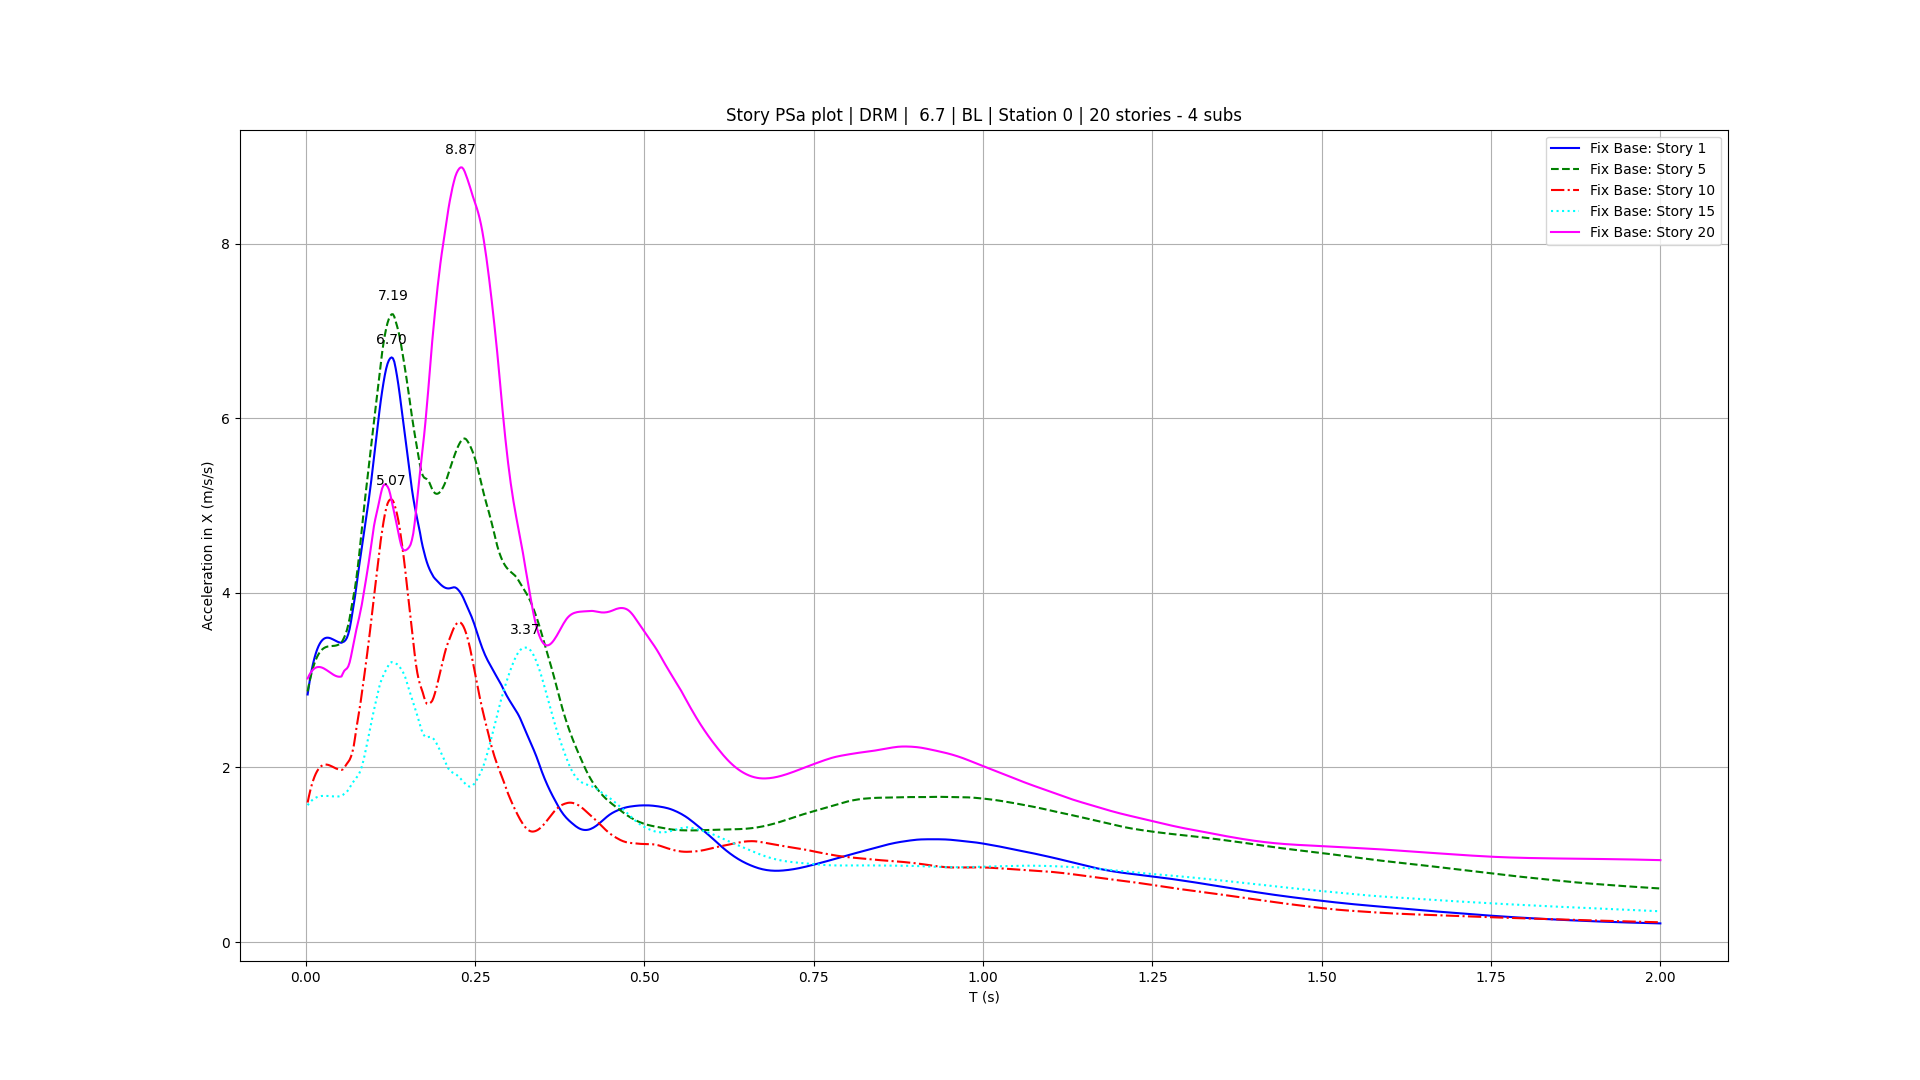 Story PSa plot | DRM |  6.7 | BL | Station 0 | 20 stories - 4 subs
Fix Base: Story 1
Fix Base: Story 5
Fix Base: Story 10
Fix Base: Story 15
Fix Base: Story 20
8.87
7.19
6.70
5.07
3.37
8
6
4
2
0
Acceleration in X (m/s/s)
0.00 0.25 0.50 0.75 1.00 1.25 1.50 1.75 2.00
T (s)